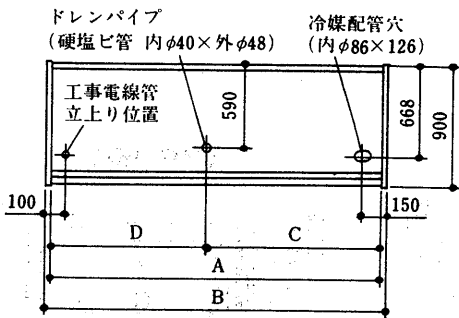 ドレンパイプ
(硬塩ビ管 内φ40×外φ48)
冷媒配管穴
(内φ86×126)
工事電線管
立上り位置
590
668
900
100
150
D
C
A
B